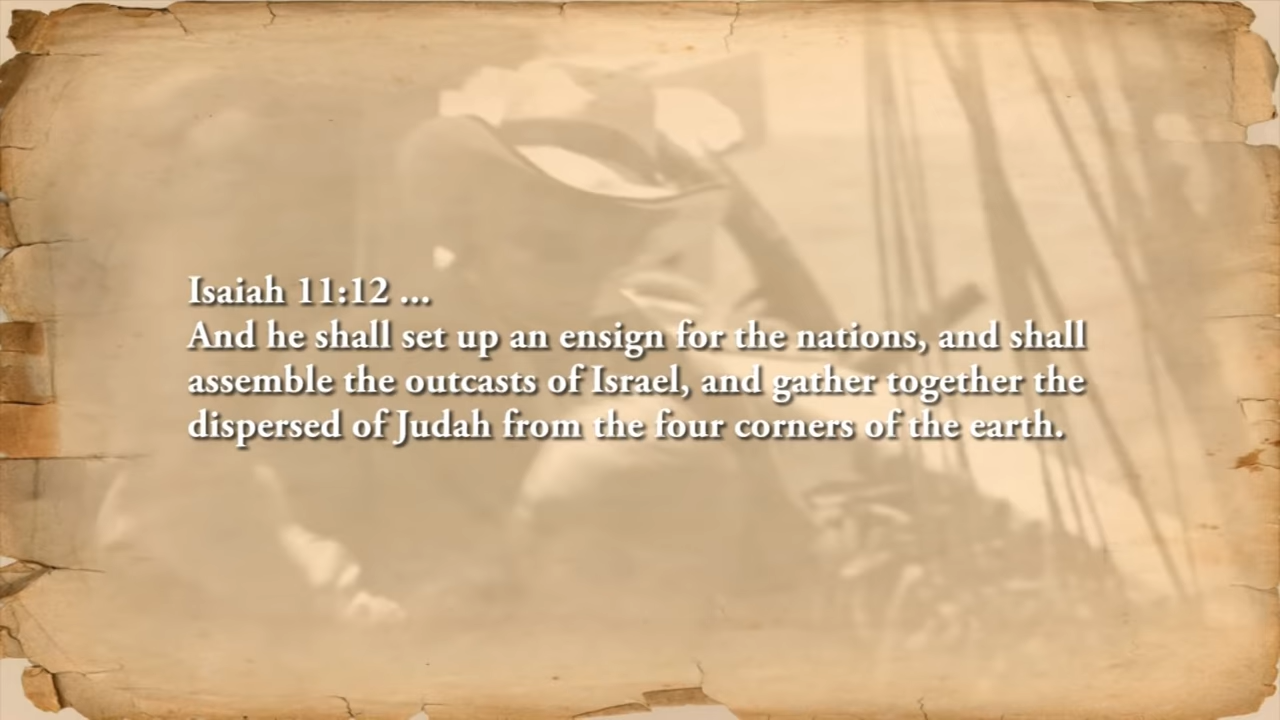 Isaiah 11:12 ...
And he shall set up an ensign for the nations, and shall
assemble the outcasts of Israel, and gather together the
dispersed of Judah from the four corners of the earth.